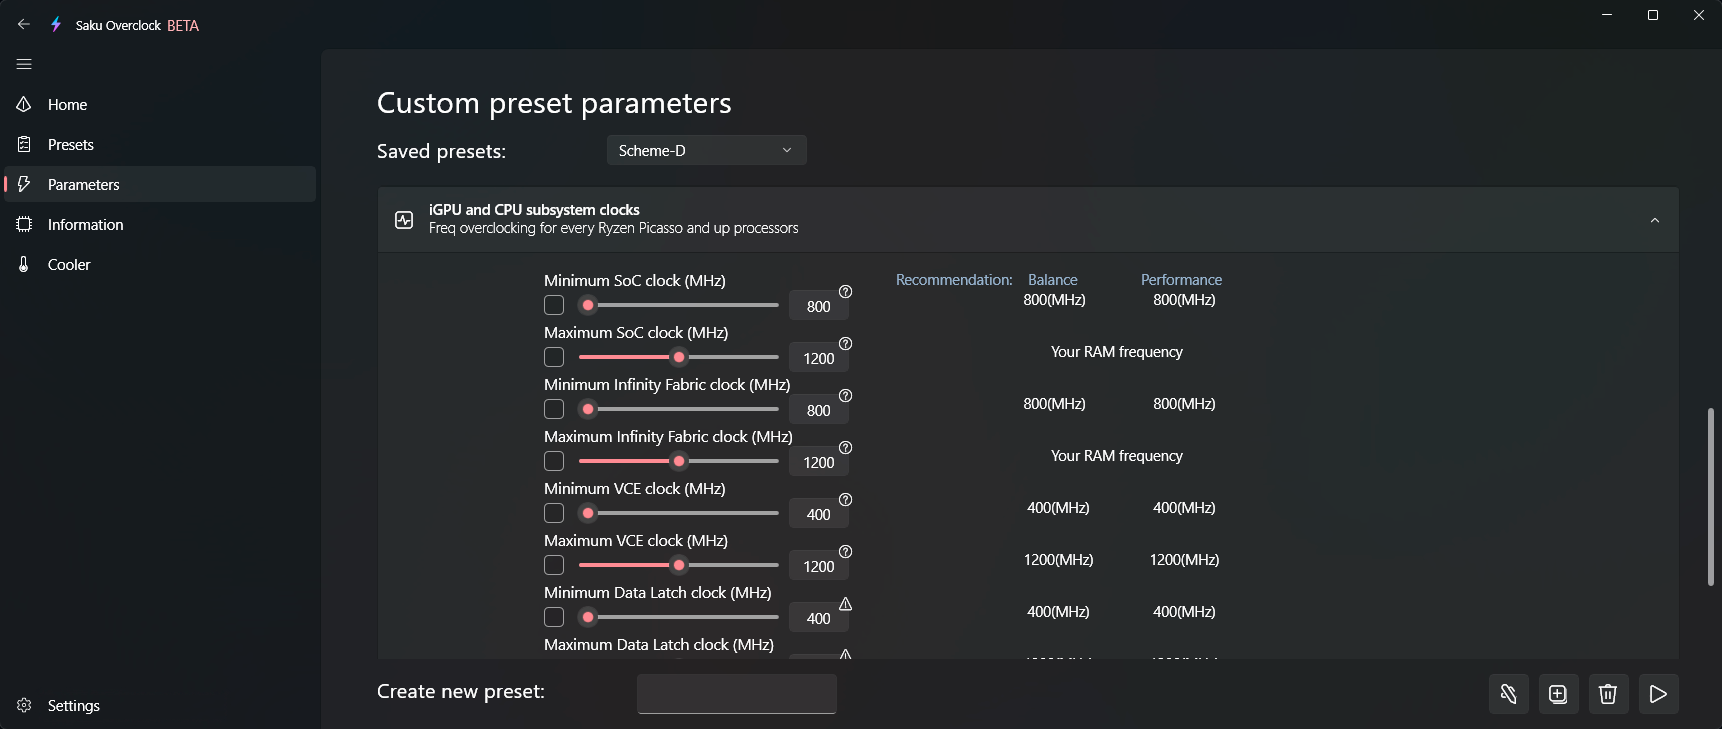 Saku Overclock BETA
Home
Presets
Parameters
Information
Cooler
Settings
Custom preset parameters
Saved presets: Scheme-D
iGPU and CPU subsystem clocks
Freq overclocking for every Ryzen Picasso and up processors
Recommendation: Balance Performance
Minimum SoC clock (MHz)
800 800(MHz) 800(MHz)
Maximum SoC clock (MHz)
1200 Your RAM frequency
Minimum Infinity Fabric clock (MHz)
800 800(MHz) 800(MHz)
Maximum Infinity Fabric clock (MHz)
1200 Your RAM frequency
Minimum VCE clock (MHz)
400 400(MHz) 400(MHz)
Maximum VCE clock (MHz)
1200 1200(MHz) 1200(MHz)
Minimum Data Latch clock (MHz)
400 400(MHz) 400(MHz)
Maximum Data Latch clock (MHz)
Create new preset: